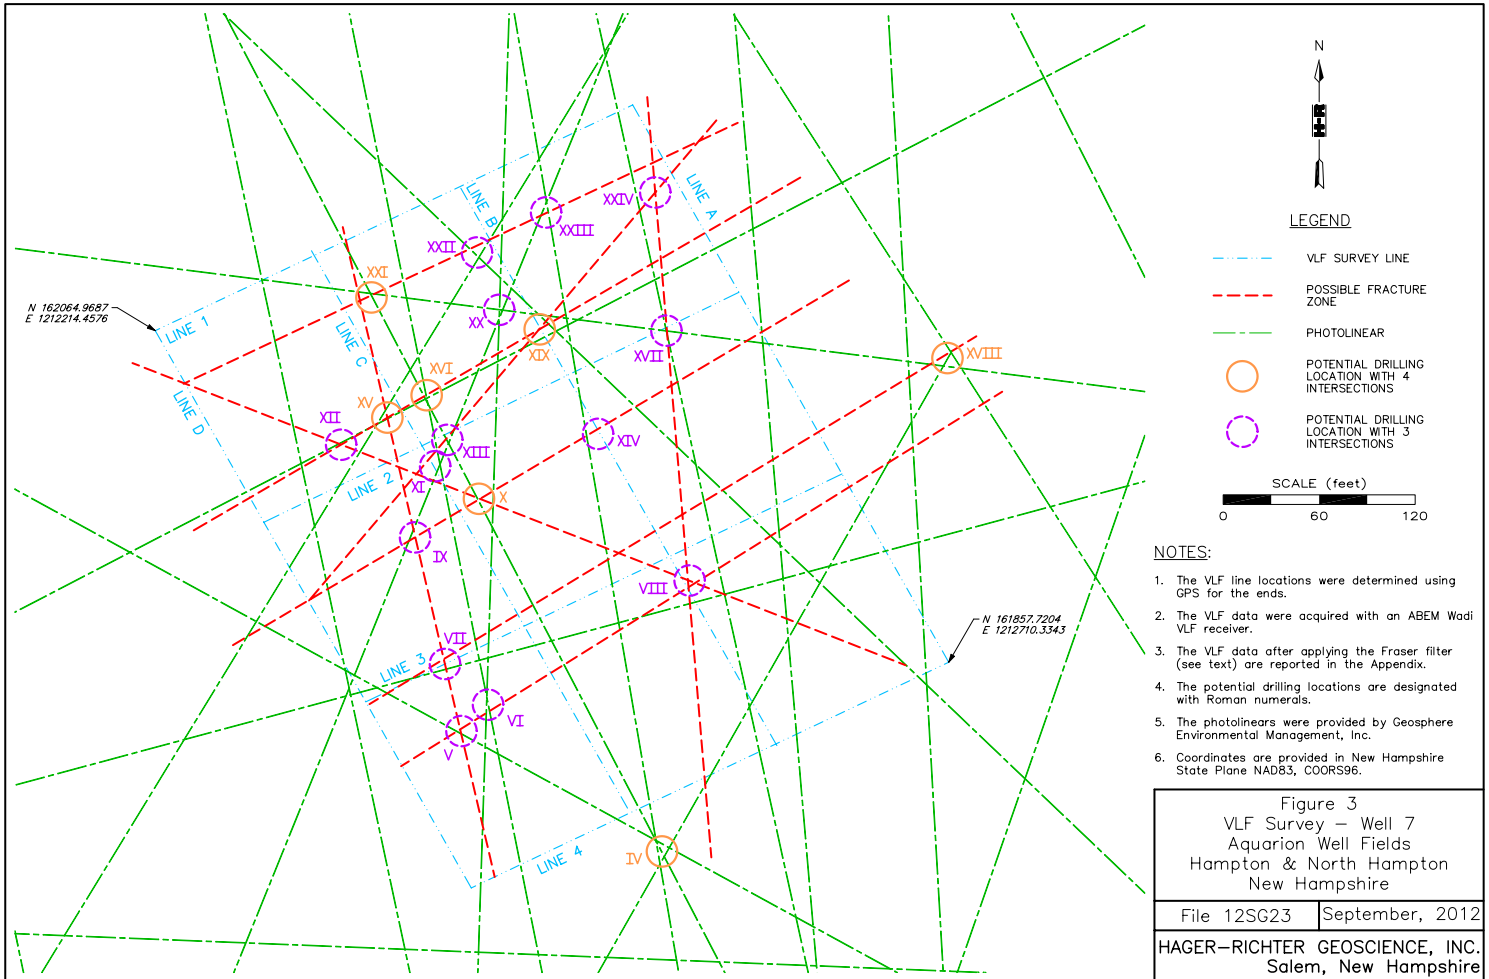 N
H-R
LEGEND
VLF SURVEY LINE
POSSIBLE FRACTURE
ZONE
PHOTOLINEAR
POTENTIAL DRILLING
LOCATION WITH 4
INTERSECTIONS
POTENTIAL DRILLING
LOCATION WITH 3
INTERSECTIONS
SCALE (feet)
0 60 120
NOTES:
1. The VLF line locations were determined using
GPS for the ends.
2. The VLF data were acquired with an ABEM Wadi
VLF receiver.
3. The VLF data after applying the Fraser filter
(see text) are reported in the Appendix.
4. The potential drilling locations are designated
with Roman numerals.
5. The photolinears were provided by Geosphere
Environmental Management, Inc.
6. Coordinates are provided in New Hampshire
State Plane NAD83, COORS96.
Figure 3
VLF Survey – Well 7
Aquarion Well Fields
Hampton & North Hampton
New Hampshire
File 12SG23
September, 2012
HAGER–RICHTER GEOSCIENCE, INC.
Salem, New Hampshire
N 162064.9687
E 1212214.4576
N 161857.7204
E 1212710.3343
LINE A
LINE B
LINE C
LINE D
LINE 1
LINE 2
LINE 3
LINE 4
XXIV
XXIII
XXII
XXI
XX
XIX
XVIII
XVII
XVI
XV
XIV
XIII
XII
XI
X
IX
VIII
VII
VI
V
IV